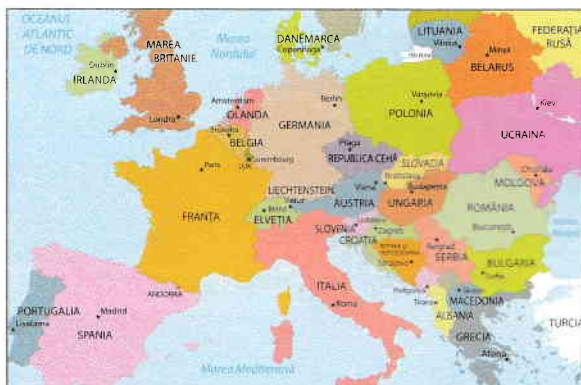 OCEANUL
ATLANTIC
DE NORD
MAREA
BRITANIE
Marea
Nordului
DANEMARCA
Copenhaga
LITUANIA
Vilnius
FEDERAȚIA
RUSĂ
Minsk
BELARUS
Dublin
IRLANDA
Londra
Amsterdam
OLANDA
Berlin
GERMANIA
Varșovia
POLONIA
Kiev
UCRAINA
Bruxelles
BELGIA
Luxembourg
LUX.
Praga
REPUBLICA CEHĂ
SLOVACIA
Bratislava
Paris
FRANȚA
LIECHTENSTEIN
Vaduz
Berna
ELVEȚIA
Viena
AUSTRIA
Budapesta
UNGARIA
Chișinău
MOLDOVA
ROMÂNIA
București
SLOVENIA
Zagreb
CROAȚIA
Belgrad
SERBIA
Sarajevo
BULGARIA
Sofia
ANDORRA
ITALIA
Roma
Podgorica
Tirana
MACEDONIA
ALBANIA
PORTUGALIA
Lisabona
Madrid
SPANIA
GRECIA
Atena
TURCIA
Marea Mediterană